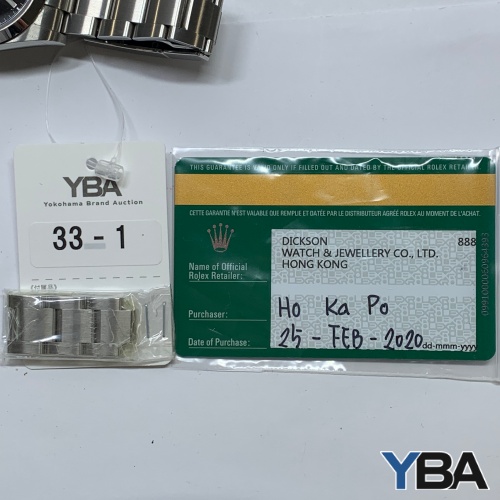 YBA
Yokohama Brand Auction
33-1
THIS GUARANTEE IS VALID ONLY IF FILLED OUT AND DATED BY THE OFFICIAL ROLEX RETAILER
CETTE GARANTIE N'EST VALABLE QUE REMPLIE ET DATÉE PAR LE DISTRIBUTEUR AGRÉÉ ROLEX AU MOMENT DE L'ACHAT.
DICKSON 888
WATCH & JEWELLERY CO., LTD.
HONG KONG
Name of Official
Rolex Retailer:
Purchaser: Ho Ka Po
Date of Purchase: 25-FEB-2020 dd-mmm-yyyy
YBA